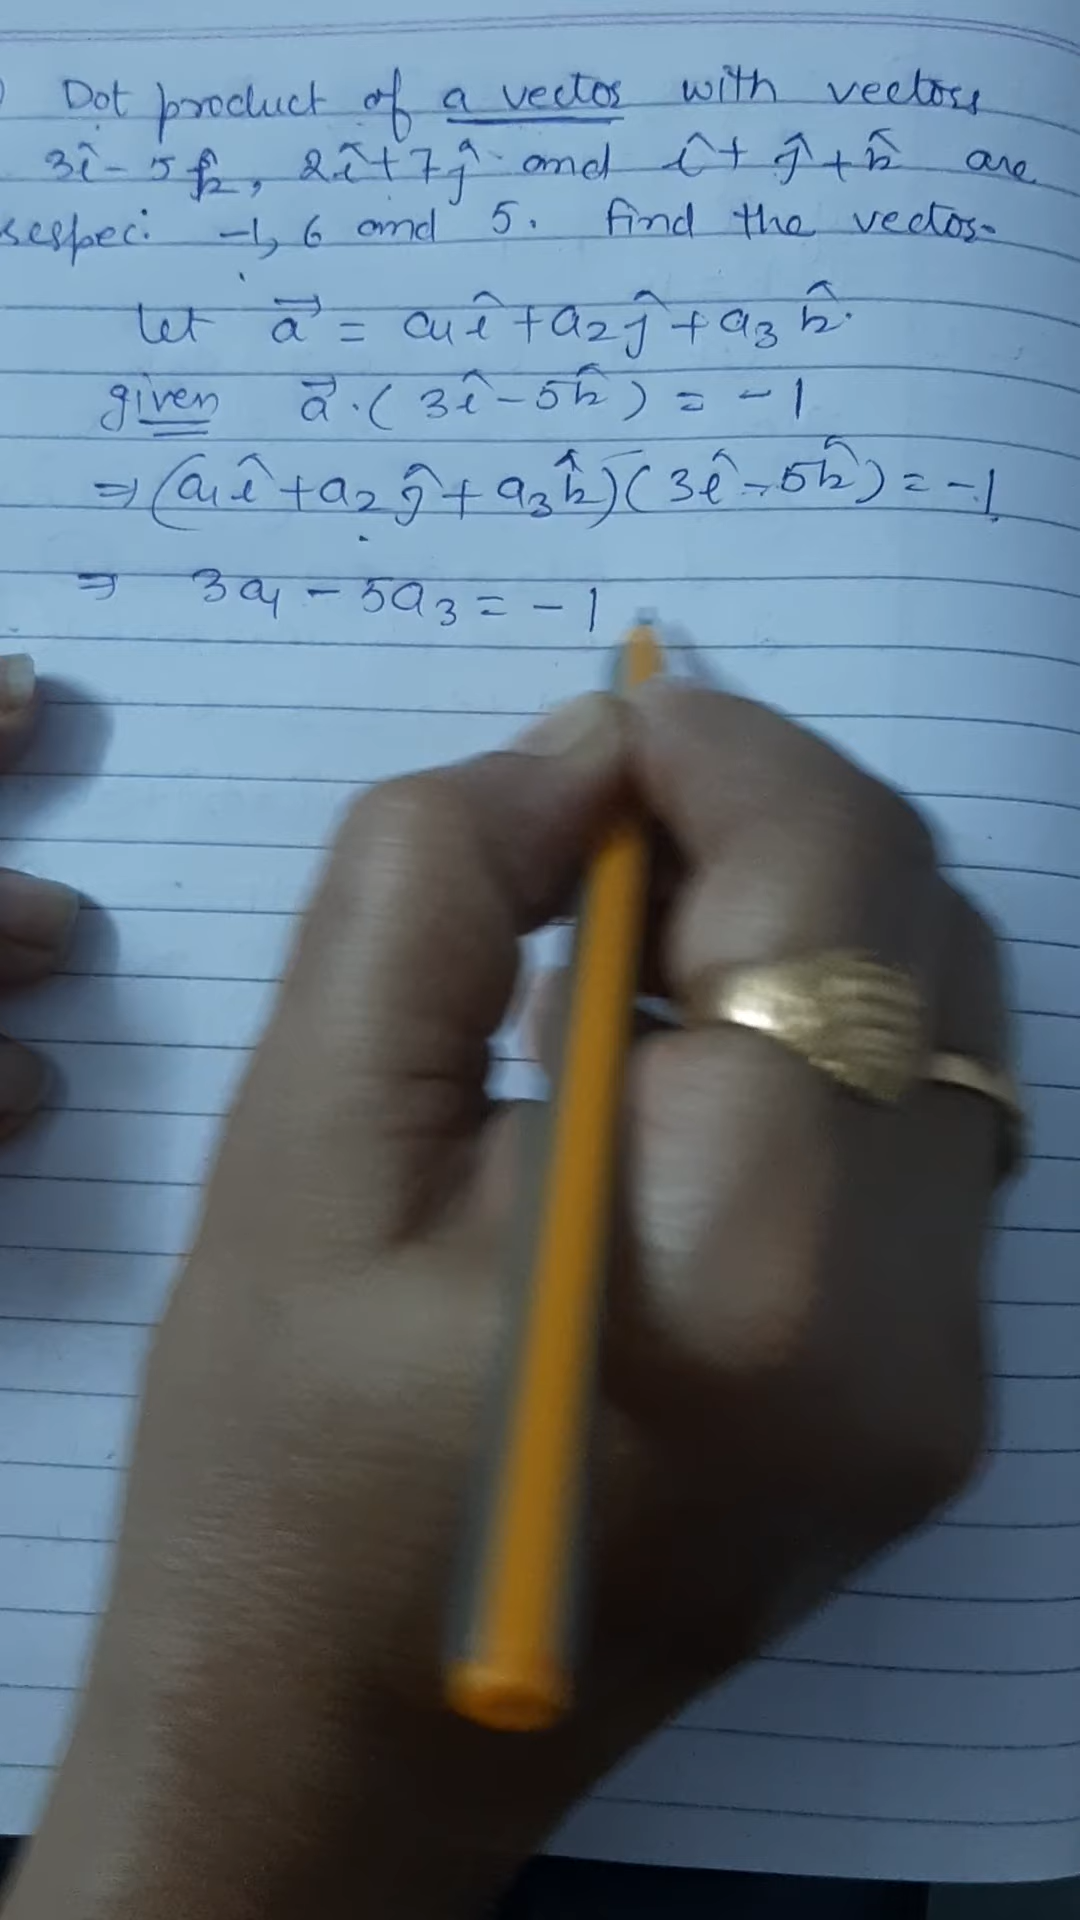 Dot product of a vector with vectors
3î - 5k̂, 2î + 7ĵ and î + ĵ + k̂ are
respec: -1, 6 and 5. find the vector.
let a⃗ = a₁î + a₂ĵ + a₃k̂.
given a⃗ . (3î - 5k̂) = -1
⇒ (a₁î + a₂ĵ + a₃k̂)(3î - 5k̂) = -1
⇒ 3a₁ - 5a₃ = -1